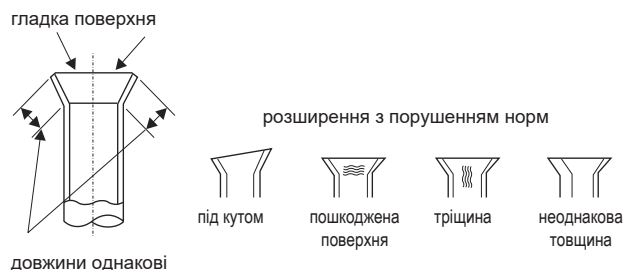 гладка поверхня
розширення з порушенням норм
під кутом
пошкоджена
поверхня
тріщина
неоднакова
товщина
довжини однакові